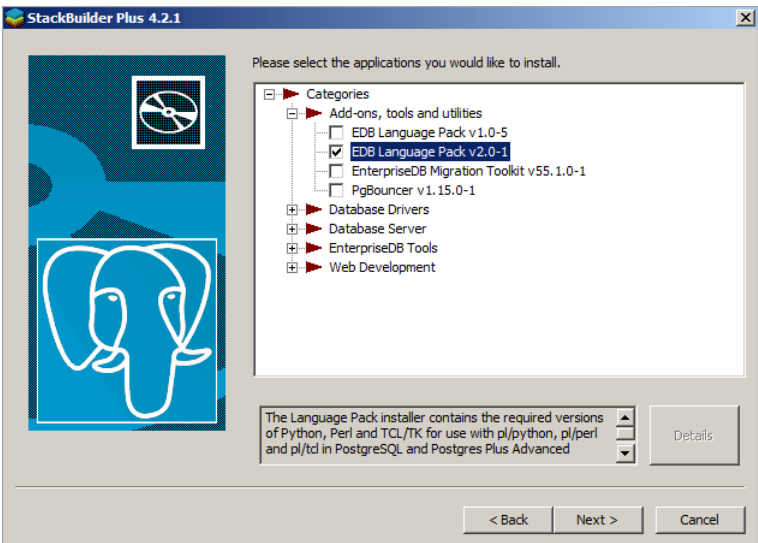 StackBuilder Plus 4.2.1
Please select the applications you would like to install.
Categories
Add-ons, tools and utilities
EDB Language Pack v1.0-5
EDB Language Pack v2.0-1
EnterpriseDB Migration Toolkit v55.1.0-1
PgBouncer v1.15.0-1
Database Drivers
Database Server
EnterpriseDB Tools
Web Development
The Language Pack installer contains the required versions
of Python, Perl and TCL/TK for use with pl/python, pl/perl
and pl/tcl in PostgreSQL and Postgres Plus Advanced
Details
< Back
Next >
Cancel